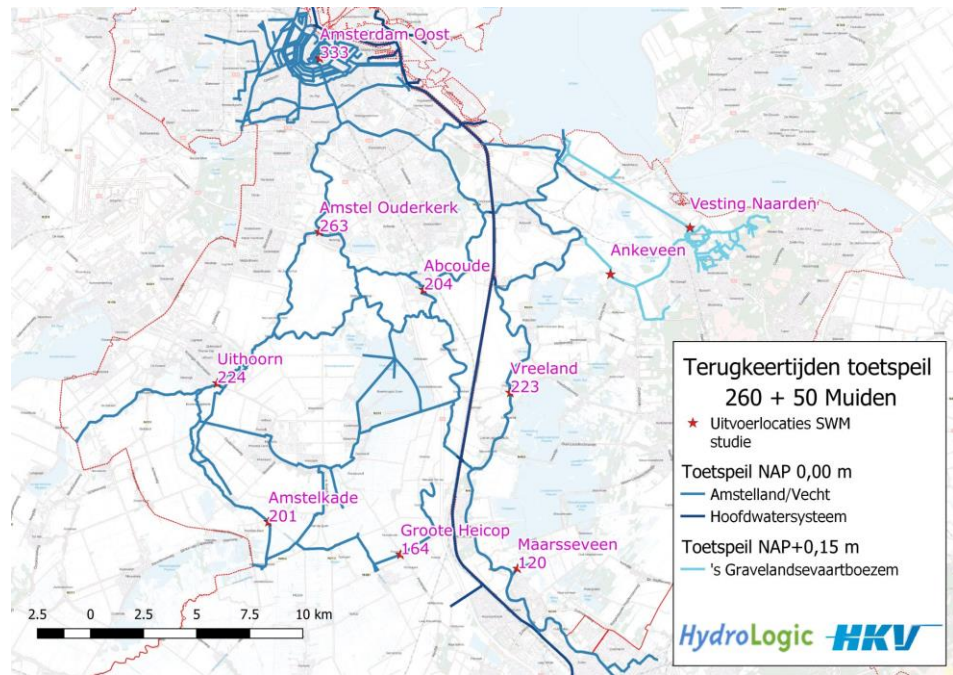 Amsterdam Oost
333
Amstel Ouderkerk
263
Vesting Naarden
Ankeveen
Abcoude
204
Uithoorn
224
Vreeland
223
Amstelkade
201
Groote Heicop
164
Maarsseveen
120
Terugkeertijden toetspeil
260 + 50 Muiden
Uitvoerlocaties SWM
studie
Toetspeil NAP 0,00 m
Amstelland/Vecht
Hoofdwatersysteem
Toetspeil NAP+0,15 m
's Gravelandsevaartboezem
2.5 0 2.5 5 7.5 10 km
HydroLogic HKV